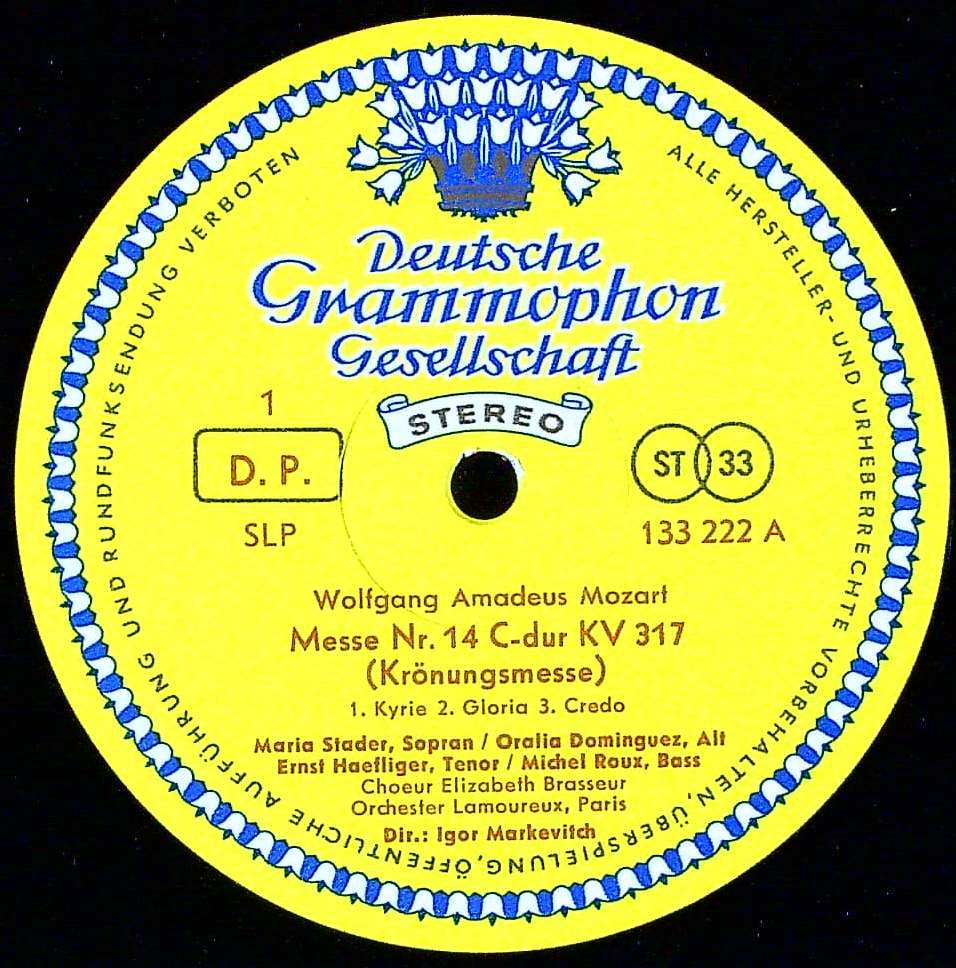 Deutsche
Grammophon
Gesellschaft
STEREO
1
D. P.
SLP
ST 33
133 222 A
Wolfgang Amadeus Mozart
Messe Nr. 14 C-dur KV 317
(Krönungsmesse)
1. Kyrie 2. Gloria 3. Credo
Maria Stader, Sopran / Oralia Dominguez, Alt
Ernst Haefliger, Tenor / Michel Roux, Bass
Choeur Elizabeth Brasseur
Orchester Lamoureux, Paris
Dir.: Igor Markevitch
ALLE HERSTELLER- UND URHEBERRECHTE VORBEHALTEN, ÜBERSPIELUNG, ÖFFENTLICHE AUFFÜHRUNG UND RUNDFUNKSENDUNG VERBOTEN